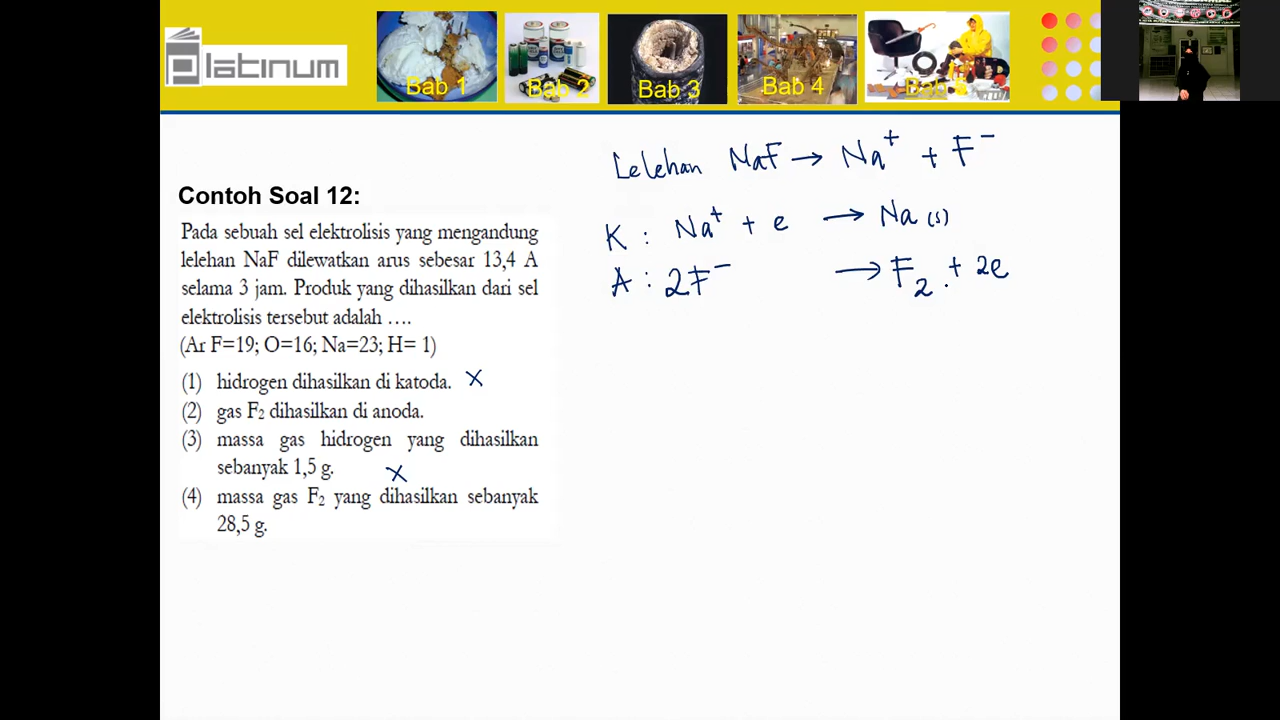 Platinum
Bab 1
Bab 2
Bab 3
Bab 4
Contoh Soal 12:
Pada sebuah sel elektrolisis yang mengandung
lelehan NaF dilewatkan arus sebesar 13,4 A
selama 3 jam. Produk yang dihasilkan dari sel
elektrolisis tersebut adalah ....
(Ar F=19; O=16; Na=23; H= 1)
(1) hidrogen dihasilkan di katoda. X
(2) gas F₂ dihasilkan di anoda.
(3) massa gas hidrogen yang dihasilkan
sebanyak 1,5 g. X
(4) massa gas F₂ yang dihasilkan sebanyak
28,5 g.
Lelehan NaF → Na⁺ + F⁻
K : Na⁺ + e → Na (s)
A : 2F⁻ → F₂ + 2e